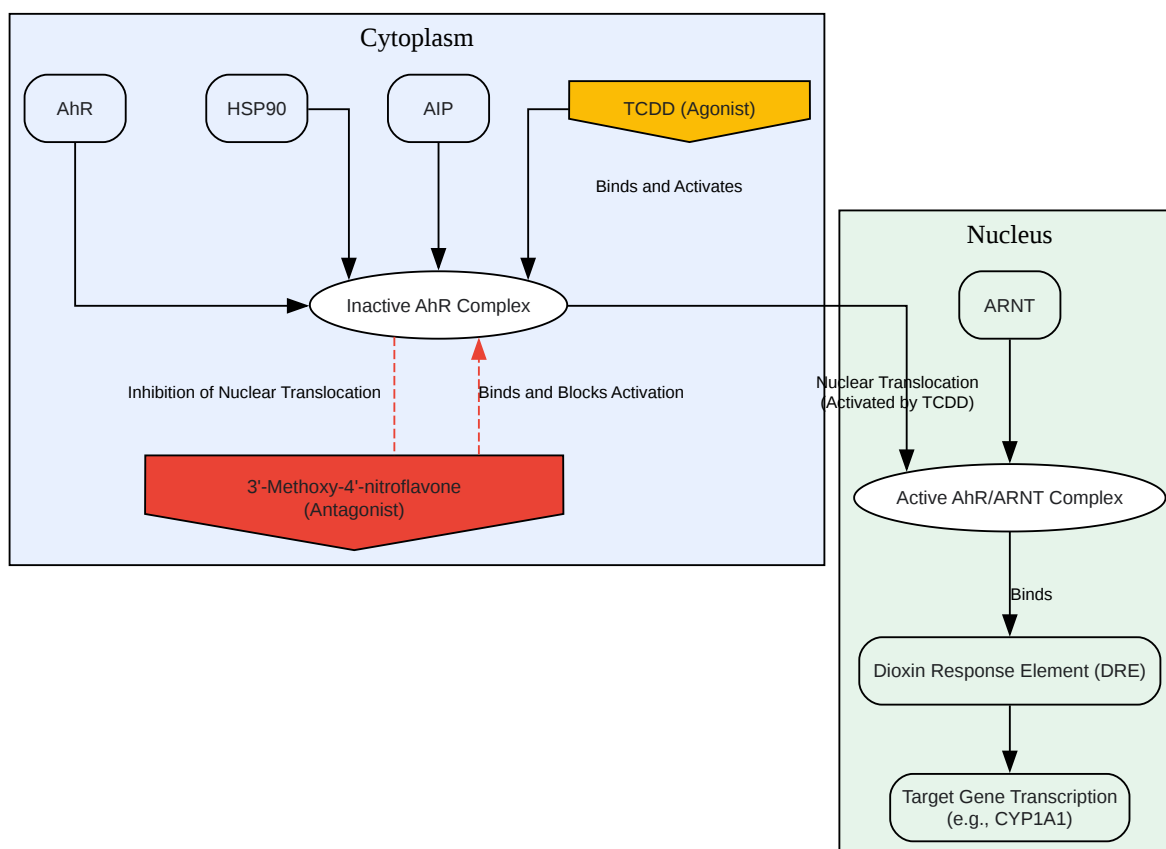 Cytoplasm
AhR
HSP90
AIP
TCDD (Agonist)
Binds and Activates
Nucleus
Inactive AhR Complex
ARNT
Inhibition of Nuclear Translocation
Binds and Blocks Activation
Nuclear Translocation
(Activated by TCDD)
3'-Methoxy-4'-nitroflavone
(Antagonist)
Active AhR/ARNT Complex
Binds
Dioxin Response Element (DRE)
Target Gene Transcription
(e.g., CYP1A1)